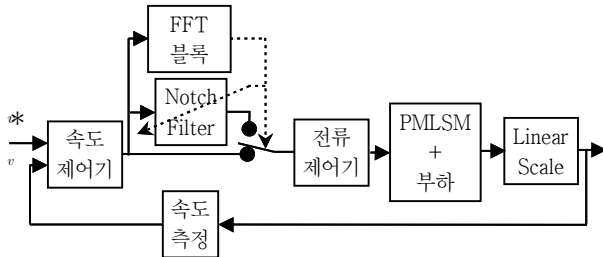 FFT
블록
Notch
Filter
v*
v
속도
제어기
전류
제어기
PMLSM
+
부하
Linear
Scale
속도
측정